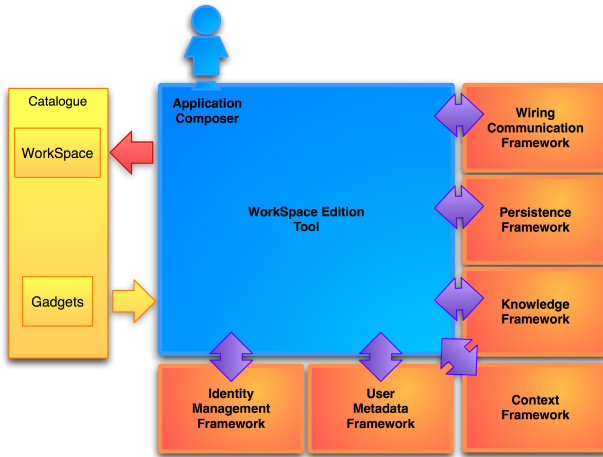 Catalogue
WorkSpace
Gadgets
Application
Composer
WorkSpace Edition
Tool
Wiring
Communication
Framework
Persistence
Framework
Knowledge
Framework
Identity
Management
Framework
User
Metadata
Framework
Context
Framework